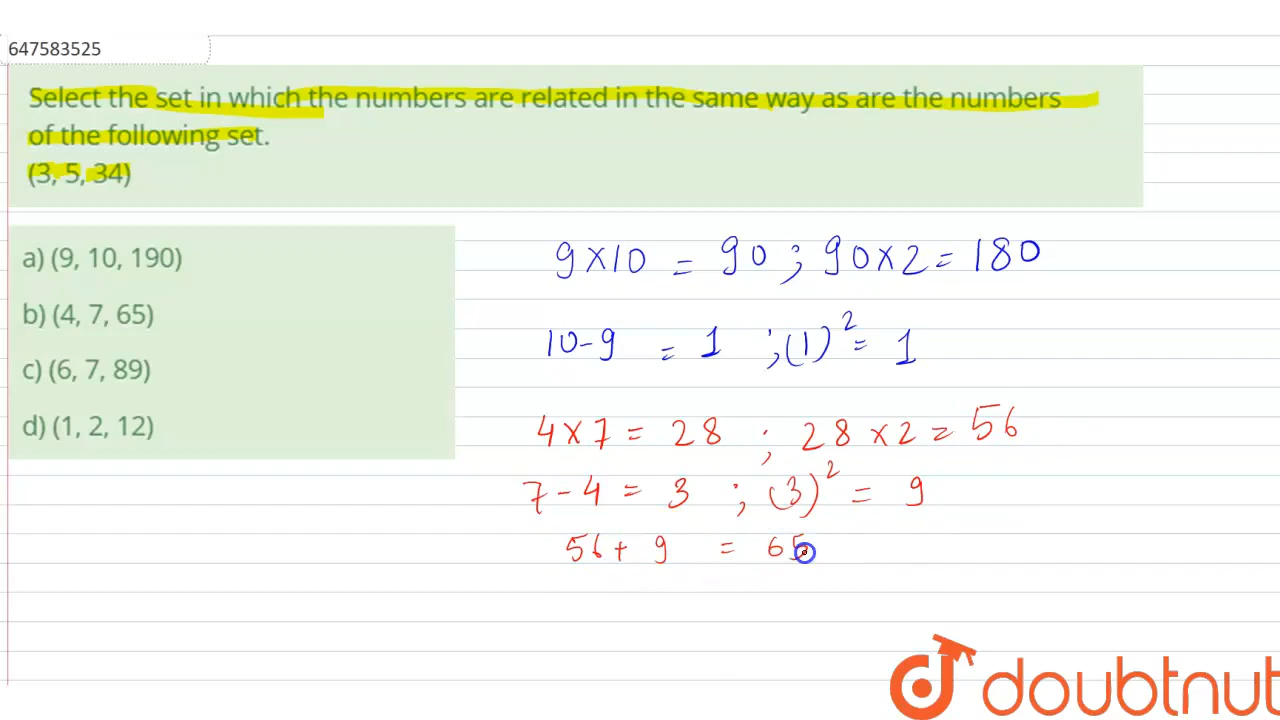 647583525
Select the set in which the numbers are related in the same way as are the numbers
of the following set.
(3, 5, 34)
a) (9, 10, 190)
b) (4, 7, 65)
c) (6, 7, 89)
d) (1, 2, 12)
9×10 = 90 ; 90×2 = 180
10-9 = 1 ; (1)² = 1
4×7 = 28 ; 28×2 = 56
7-4 = 3 ; (3)² = 9
56+9 = 65
doubtnut